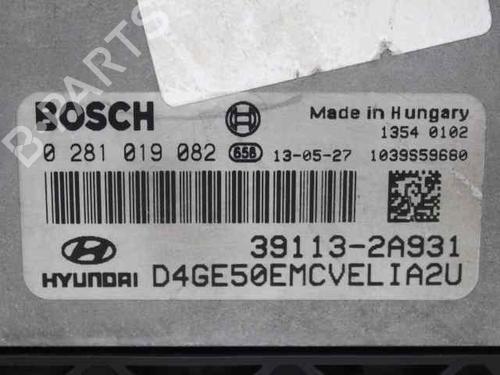 B-PARTS
BOSCH
Made in Hungary
1354 0102
0 281 019 082 656 13-05-27 1039S59680
39113-2A931
HYUNDAI D4GE50EMCVELIA2U